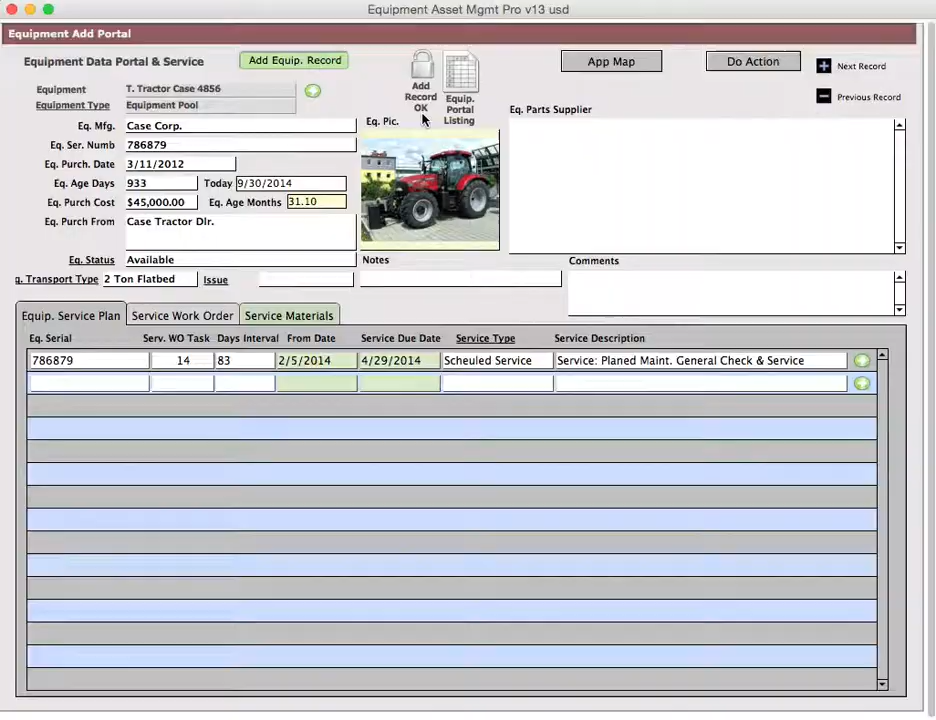 Equipment Asset Mgmt Pro v13 usd
Equipment Add Portal
Equipment Data Portal & Service
Add Equip. Record
Add
Record
OK
Equip.
Portal
Listing
App Map
Do Action
Next Record
Previous Record
Equipment T. Tractor Case 4856
Equipment Type Equipment Pool
Eq. Mfg. Case Corp.
Eq. Ser. Numb 786879
Eq. Purch. Date 3/11/2012
Eq. Age Days 933 Today 9/30/2014
Eq. Purch Cost $45,000.00 Eq. Age Months 31.10
Eq. Purch From Case Tractor Dlr.
Eq. Status Available
q. Transport Type 2 Ton Flatbed Issue
Eq. Pic.
Notes
Eq. Parts Supplier
Comments
Equip. Service Plan Service Work Order Service Materials
Eq. Serial Serv. WO Task Days Interval From Date Service Due Date Service Type Service Description
786879 14 83 2/5/2014 4/29/2014 Scheuled Service Service: Planed Maint. General Check & Service